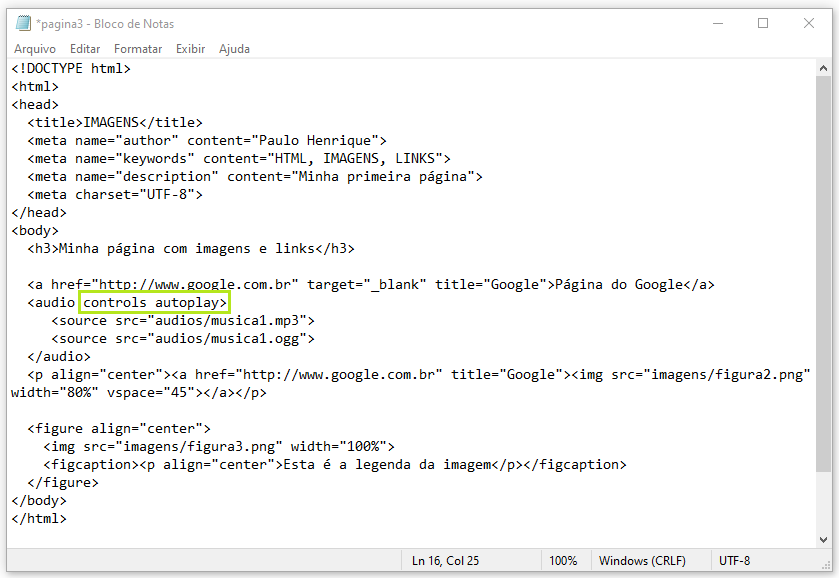 *pagina3 - Bloco de Notas
Arquivo Editar Formatar Exibir Ajuda
<!DOCTYPE html>
<html>
<head>
  <title>IMAGENS</title>
  <meta name="author" content="Paulo Henrique">
  <meta name="keywords" content="HTML, IMAGENS, LINKS">
  <meta name="description" content="Minha primeira página">
  <meta charset="UTF-8">
</head>
<body>
  <h3>Minha página com imagens e links</h3>

  <a href="http://www.google.com.br" target="_blank" title="Google">Página do Google</a>
  <audio controls autoplay>
     <source src="audios/musica1.mp3">
     <source src="audios/musica1.ogg">
  </audio>
  <p align="center"><a href="http://www.google.com.br" title="Google"><img src="imagens/figura2.png"
width="80%" vspace="45"></a></p>

  <figure align="center">
    <img src="imagens/figura3.png" width="100%">
    <figcaption><p align="center">Esta é a legenda da imagem</p></figcaption>
  </figure>
</body>
</html>
Ln 16, Col 25 100% Windows (CRLF) UTF-8